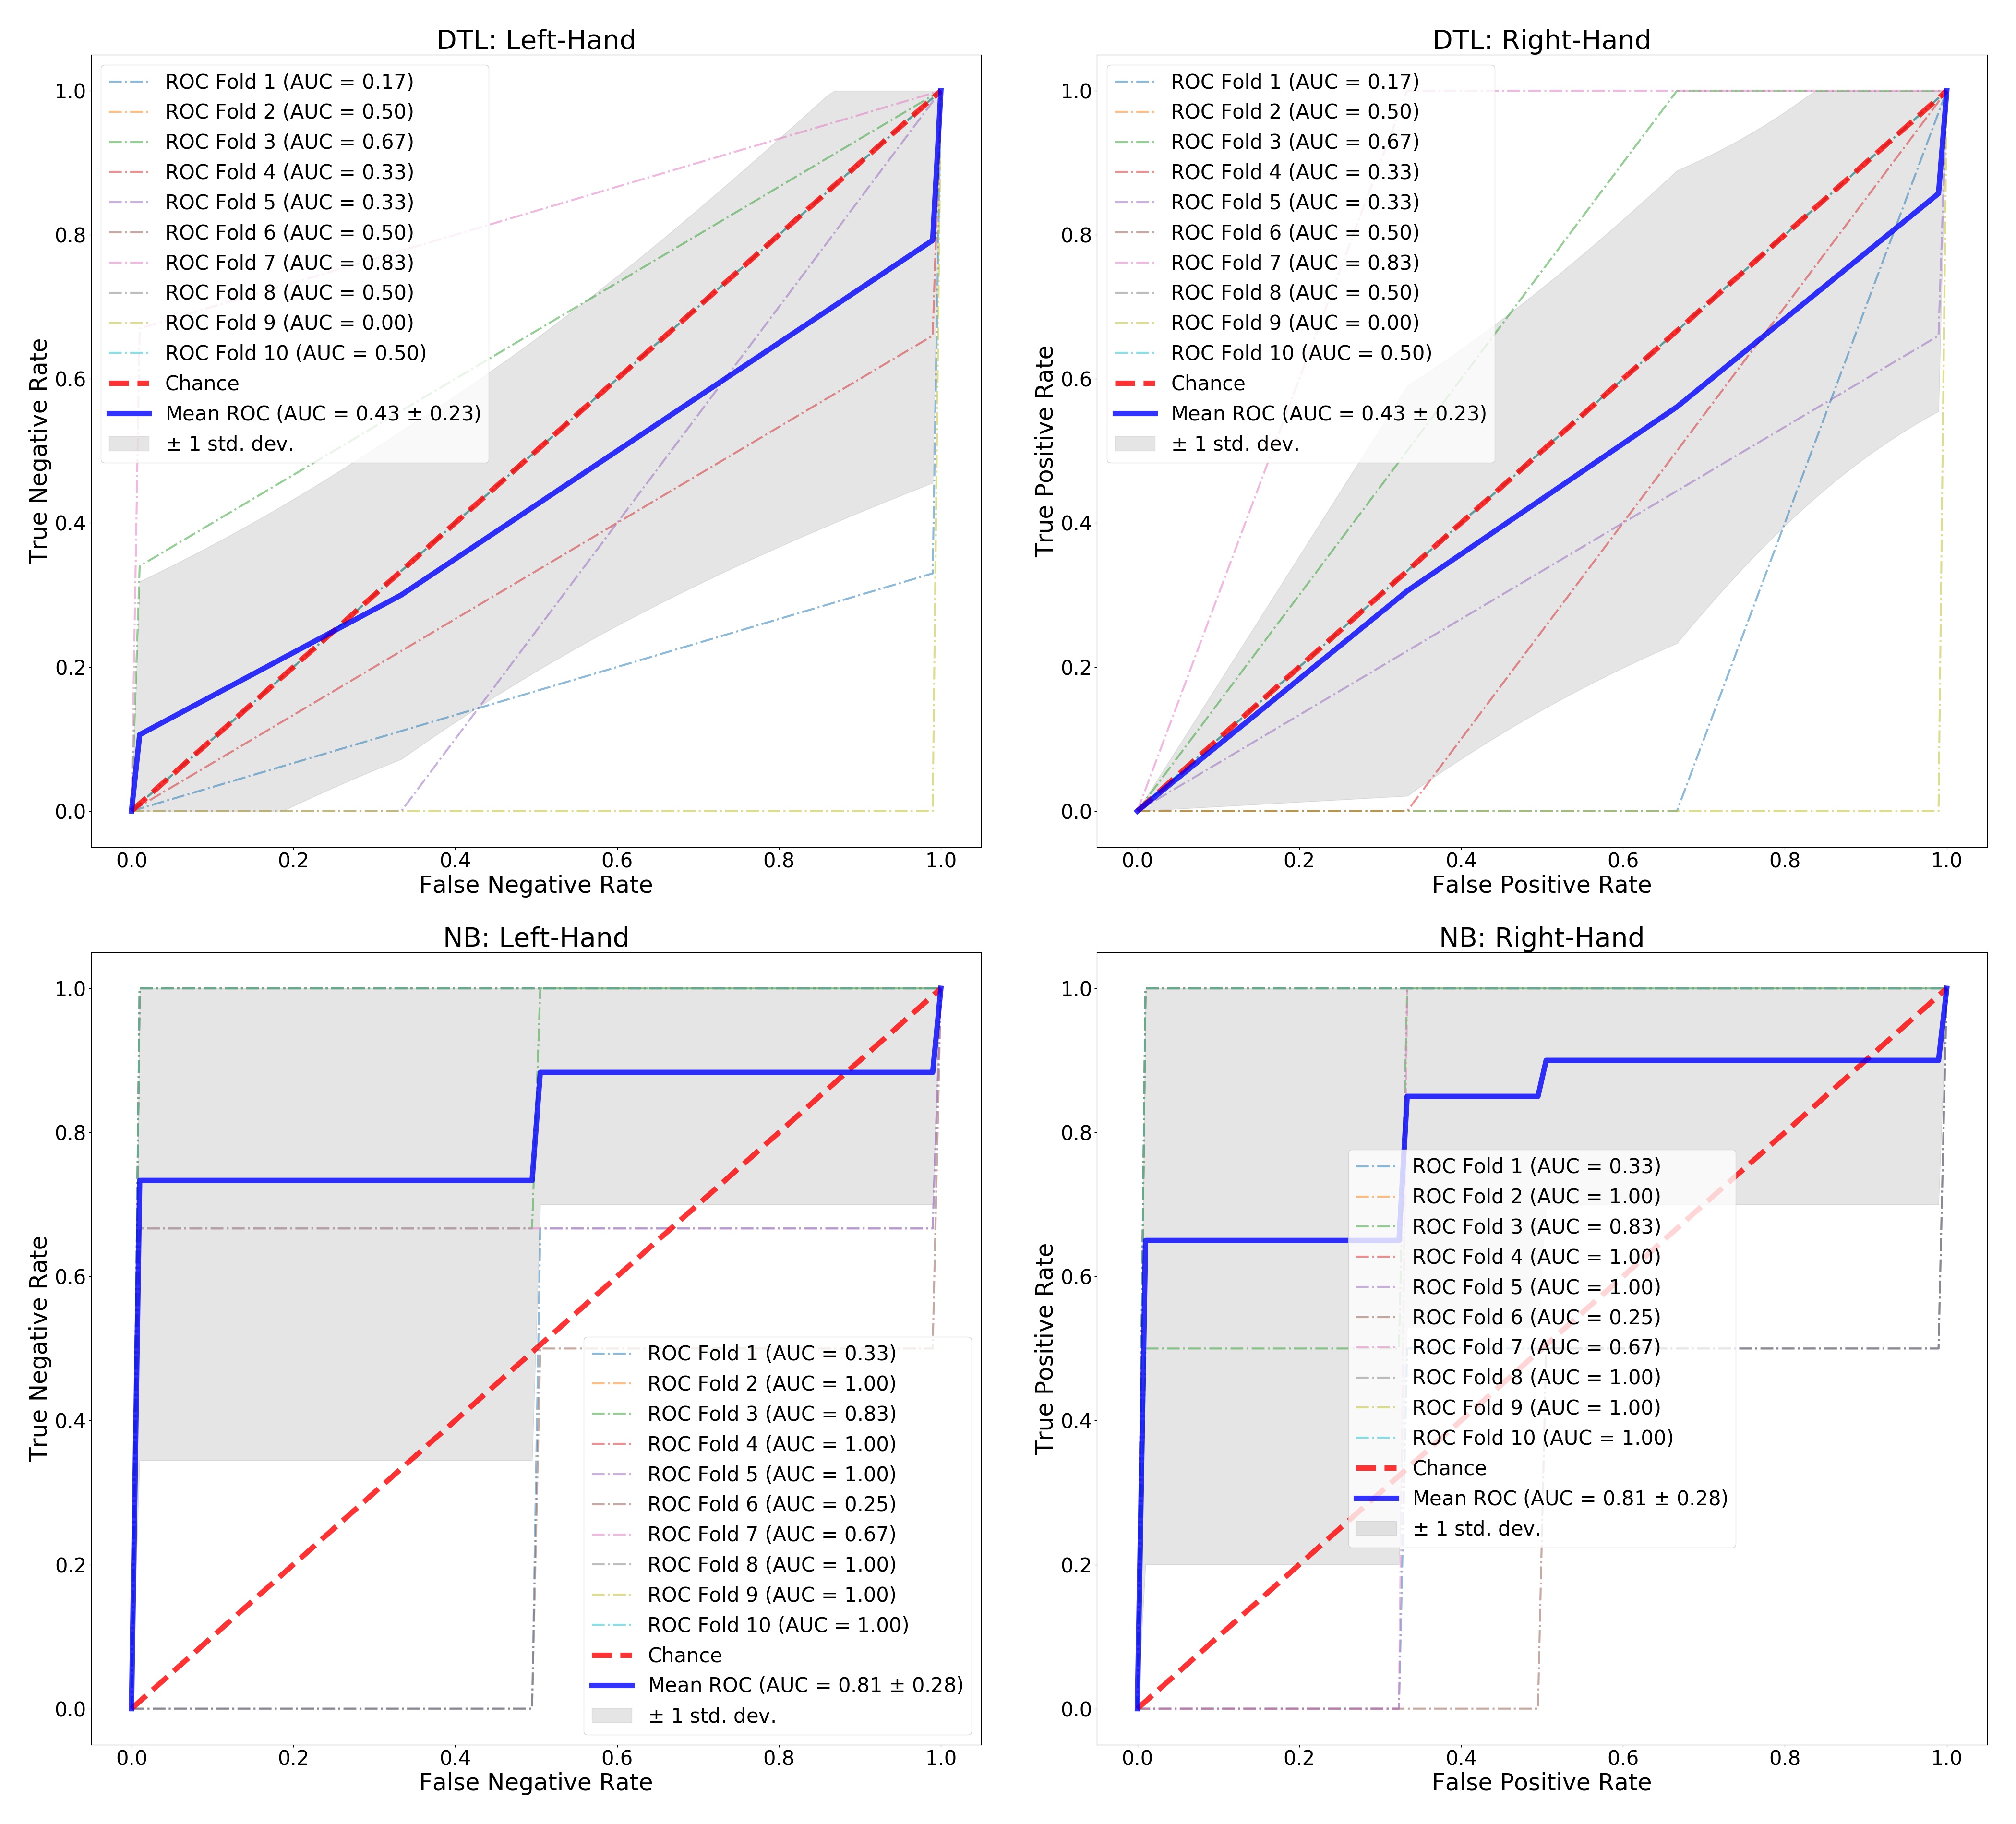 DTL: Left-Hand
True Negative Rate
1.0
0.8
0.6
0.4
0.2
0.0
ROC Fold 1 (AUC = 0.17)
ROC Fold 2 (AUC = 0.50)
ROC Fold 3 (AUC = 0.67)
ROC Fold 4 (AUC = 0.33)
ROC Fold 5 (AUC = 0.33)
ROC Fold 6 (AUC = 0.50)
ROC Fold 7 (AUC = 0.83)
ROC Fold 8 (AUC = 0.50)
ROC Fold 9 (AUC = 0.00)
ROC Fold 10 (AUC = 0.50)
Chance
Mean ROC (AUC = 0.43 ± 0.23)
± 1 std. dev.
0.0 0.2 0.4 0.6 0.8 1.0
False Negative Rate
DTL: Right-Hand
True Positive Rate
1.0
0.8
0.6
0.4
0.2
0.0
ROC Fold 1 (AUC = 0.17)
ROC Fold 2 (AUC = 0.50)
ROC Fold 3 (AUC = 0.67)
ROC Fold 4 (AUC = 0.33)
ROC Fold 5 (AUC = 0.33)
ROC Fold 6 (AUC = 0.50)
ROC Fold 7 (AUC = 0.83)
ROC Fold 8 (AUC = 0.50)
ROC Fold 9 (AUC = 0.00)
ROC Fold 10 (AUC = 0.50)
Chance
Mean ROC (AUC = 0.43 ± 0.23)
± 1 std. dev.
0.0 0.2 0.4 0.6 0.8 1.0
False Positive Rate
NB: Left-Hand
True Negative Rate
1.0
0.8
0.6
0.4
0.2
0.0
ROC Fold 1 (AUC = 0.33)
ROC Fold 2 (AUC = 1.00)
ROC Fold 3 (AUC = 0.83)
ROC Fold 4 (AUC = 1.00)
ROC Fold 5 (AUC = 1.00)
ROC Fold 6 (AUC = 0.25)
ROC Fold 7 (AUC = 0.67)
ROC Fold 8 (AUC = 1.00)
ROC Fold 9 (AUC = 1.00)
ROC Fold 10 (AUC = 1.00)
Chance
Mean ROC (AUC = 0.81 ± 0.28)
± 1 std. dev.
0.0 0.2 0.4 0.6 0.8 1.0
False Negative Rate
NB: Right-Hand
True Positive Rate
1.0
0.8
0.6
0.4
0.2
0.0
ROC Fold 1 (AUC = 0.33)
ROC Fold 2 (AUC = 1.00)
ROC Fold 3 (AUC = 0.83)
ROC Fold 4 (AUC = 1.00)
ROC Fold 5 (AUC = 1.00)
ROC Fold 6 (AUC = 0.25)
ROC Fold 7 (AUC = 0.67)
ROC Fold 8 (AUC = 1.00)
ROC Fold 9 (AUC = 1.00)
ROC Fold 10 (AUC = 1.00)
Chance
Mean ROC (AUC = 0.81 ± 0.28)
± 1 std. dev.
0.0 0.2 0.4 0.6 0.8 1.0
False Positive Rate